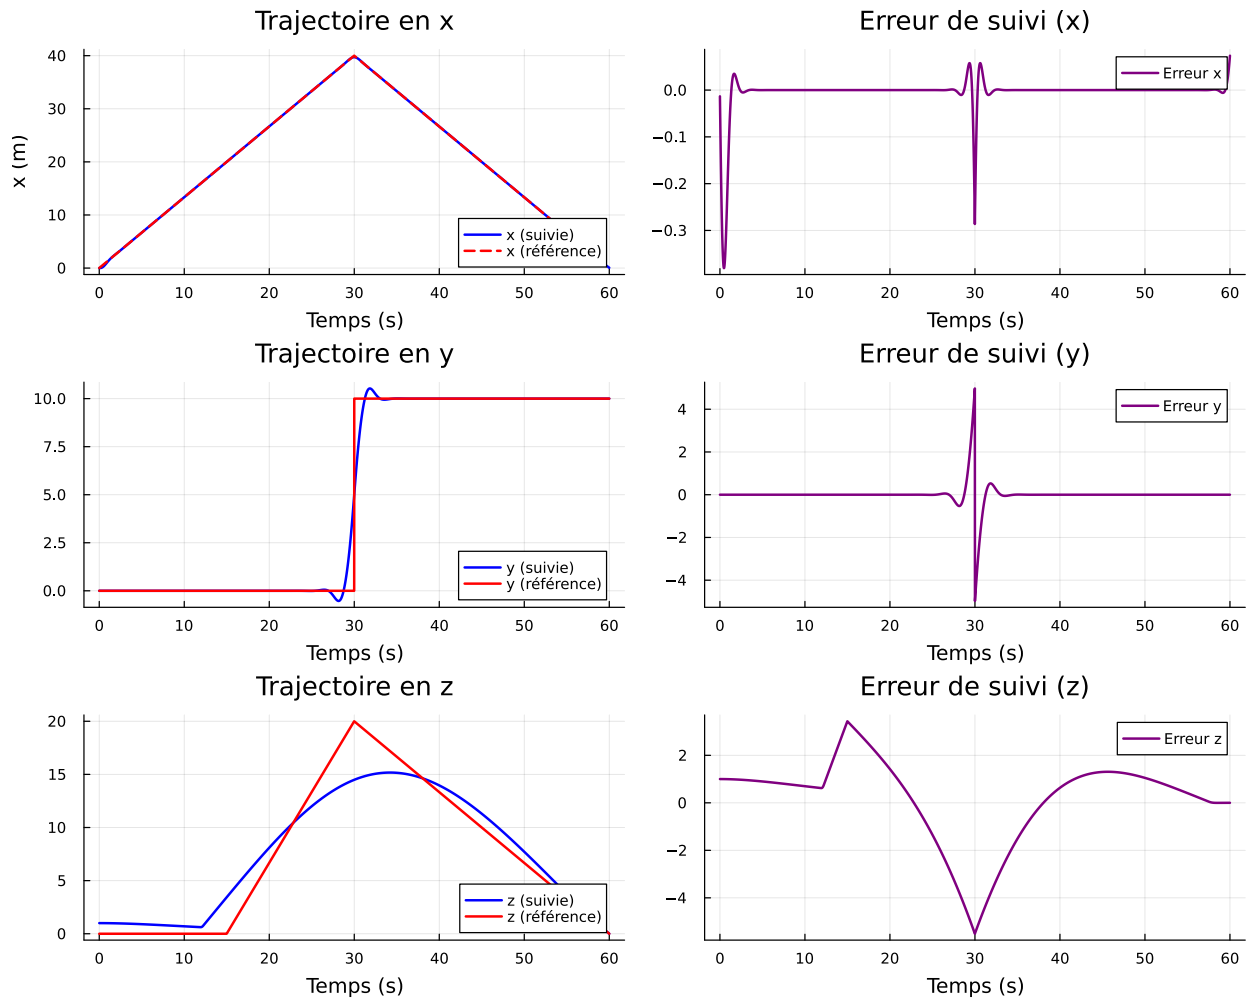 Trajectoire en x
40
30
20
10
0
x (m)
x (suivie)
x (référence)
0 10 20 30 40 50 60
Temps (s)
Erreur de suivi (x)
0.0
−0.1
−0.2
−0.3
Erreur x
0 10 20 30 40 50 60
Temps (s)
Trajectoire en y
10.0
7.5
5.0
2.5
0.0
y (suivie)
y (référence)
0 10 20 30 40 50 60
Temps (s)
Erreur de suivi (y)
4
2
0
−2
−4
Erreur y
0 10 20 30 40 50 60
Temps (s)
Trajectoire en z
20
15
10
5
0
z (suivie)
z (référence)
0 10 20 30 40 50 60
Temps (s)
Erreur de suivi (z)
2
0
−2
−4
Erreur z
0 10 20 30 40 50 60
Temps (s)